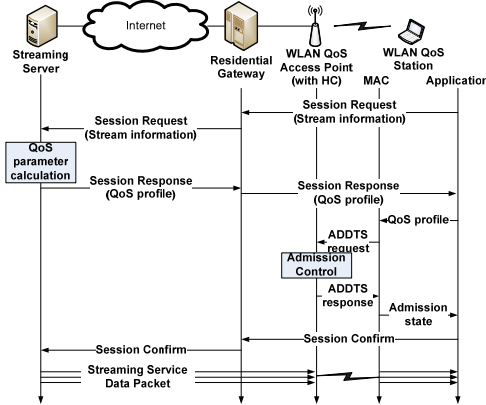 Internet
Streaming
Server
Residential
Gateway
WLAN QoS
Access Point
(with HC)
WLAN QoS
Station
MAC
Application
Session Request
(Stream information)
Session Request
(Stream information)
QoS
parameter
calculation
Session Response
(QoS profile)
Session Response
(QoS profile)
QoS profile
ADDTS
request
Admission
Control
ADDTS
response
Admission
state
Session Confirm
Session Confirm
Streaming Service
Data Packet